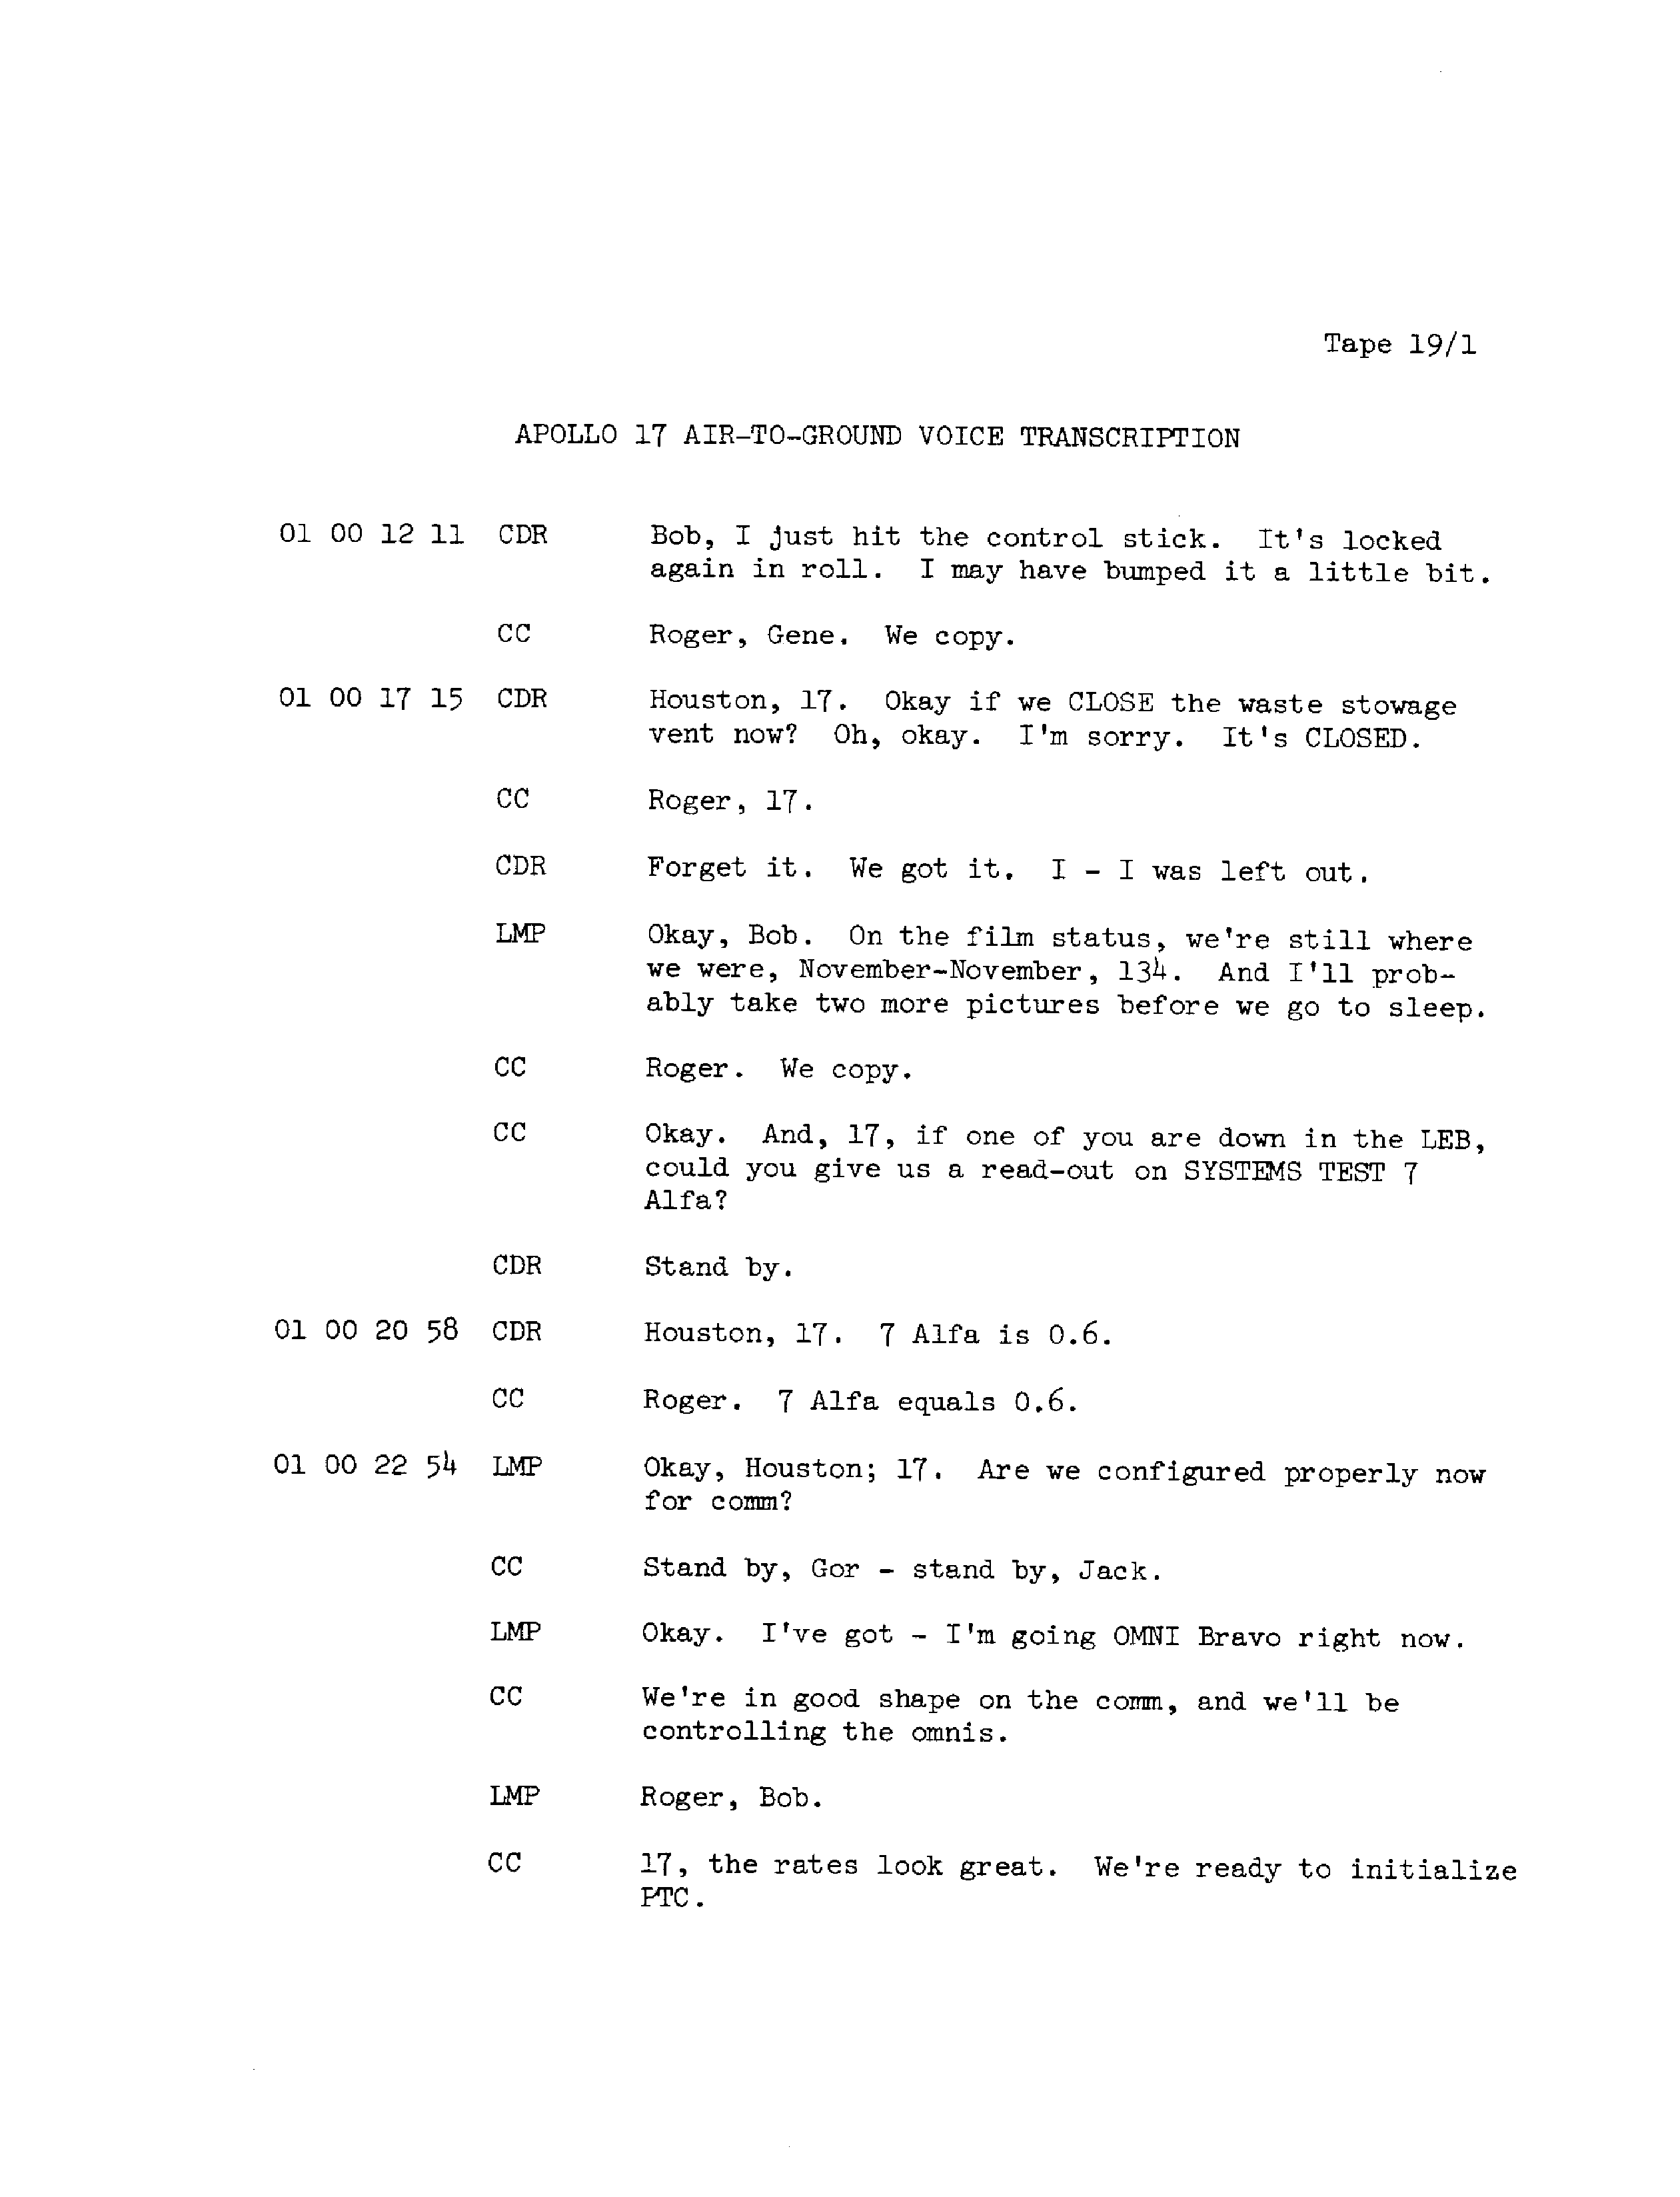 Tape 19/1
APOLLO 17 AIR-TO-GROUND VOICE TRANSCRIPTION
01 00 12 11 CDR Bob, I just hit the control stick. It's locked
again in roll. I may have bumped it a little bit.
CC Roger, Gene. We copy.
01 00 17 15 CDR Houston, 17. Okay if we CLOSE the waste stowage
vent now? Oh, okay. I'm sorry. It's CLOSED.
CC Roger, 17.
CDR Forget it. We got it. I - I was left out.
LMP Okay, Bob. On the film status, we're still where
we were, November-November, 134. And I'll prob-
ably take two more pictures before we go to sleep.
CC Roger. We copy.
CC Okay. And, 17, if one of you are down in the LEB,
could you give us a read-out on SYSTEMS TEST 7
Alfa?
CDR Stand by.
01 00 20 58 CDR Houston, 17. 7 Alfa is 0.6.
CC Roger. 7 Alfa equals 0.6.
01 00 22 54 LMP Okay, Houston; 17. Are we configured properly now
for comm?
CC Stand by, Gor - stand by, Jack.
LMP Okay. I've got - I'm going OMNI Bravo right now.
CC We're in good shape on the comm, and we'll be
controlling the omnis.
LMP Roger, Bob.
CC 17, the rates look great. We're ready to initialize
PTC.